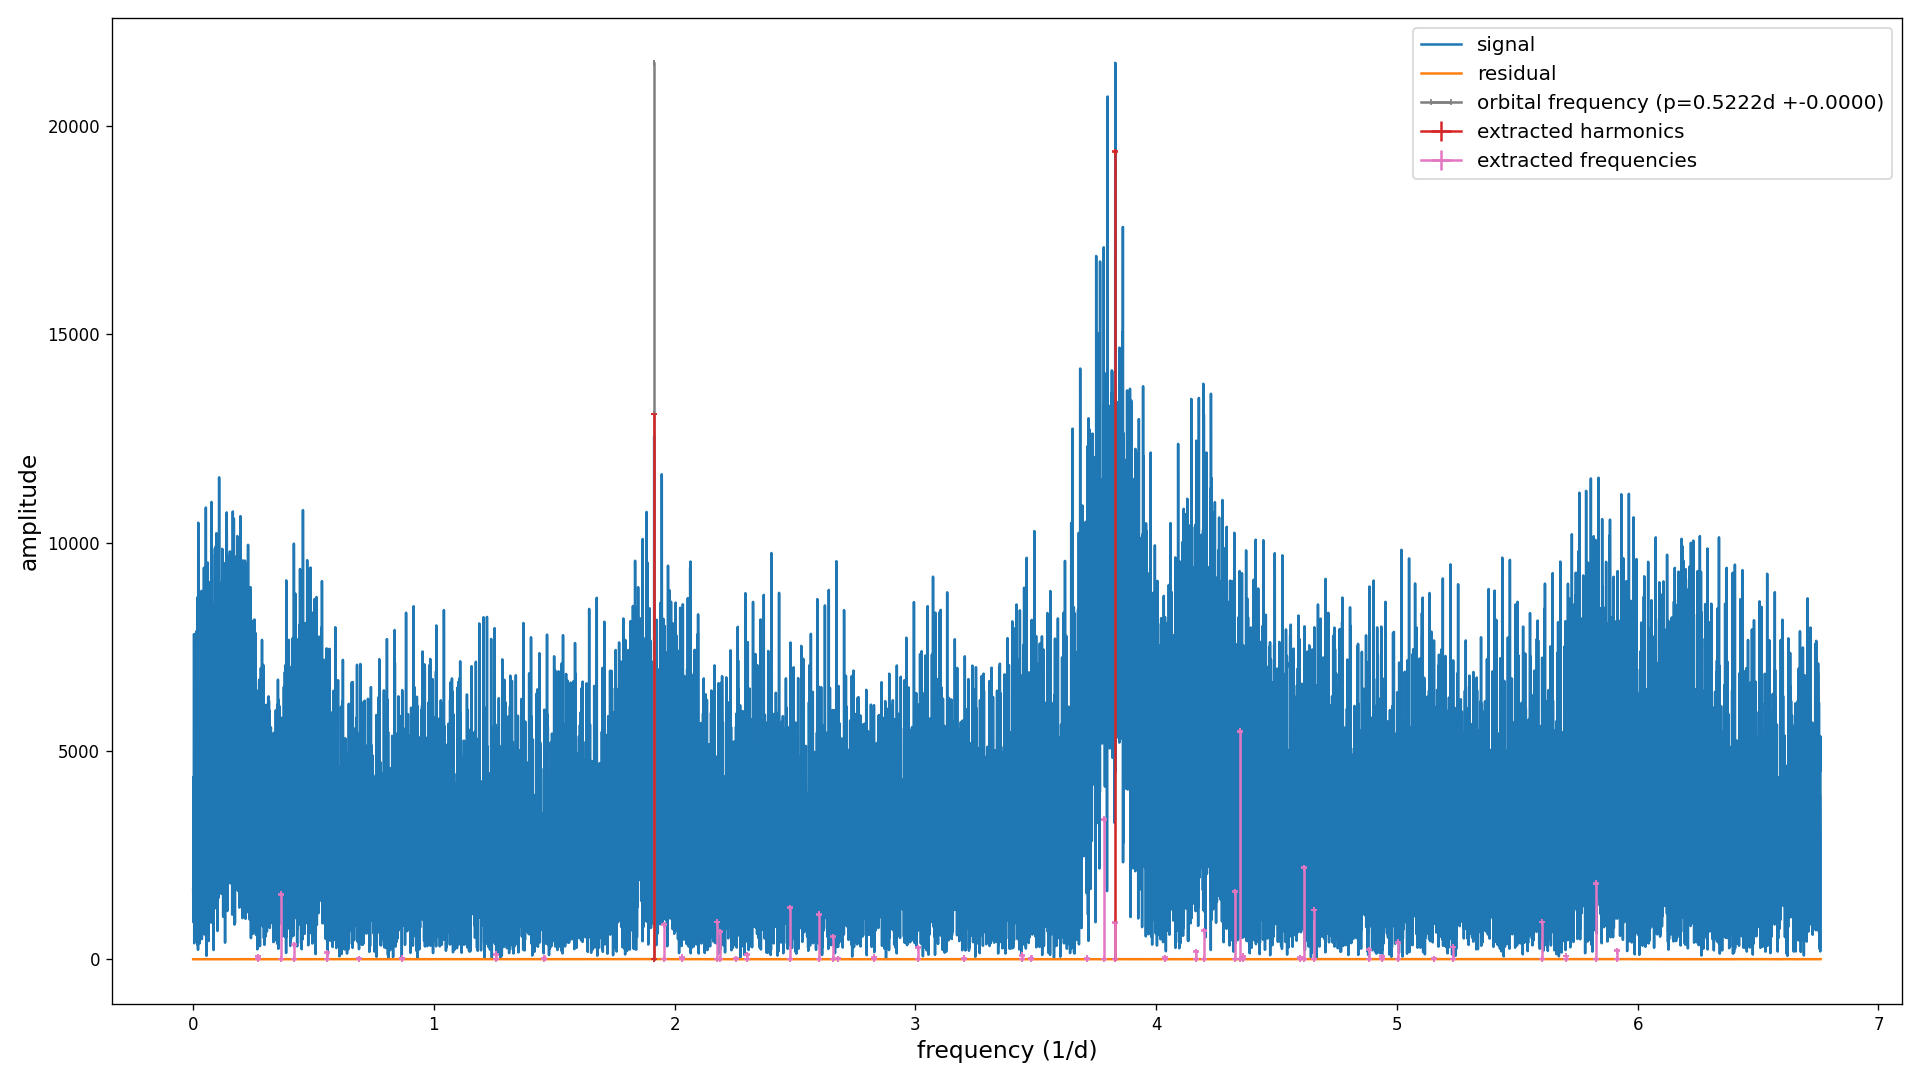 signal
residual
orbital frequency (p=0.5222d +-0.0000)
extracted harmonics
extracted frequencies
20000
15000
10000
5000
0
amplitude
0 1 2 3 4 5 6 7
frequency (1/d)